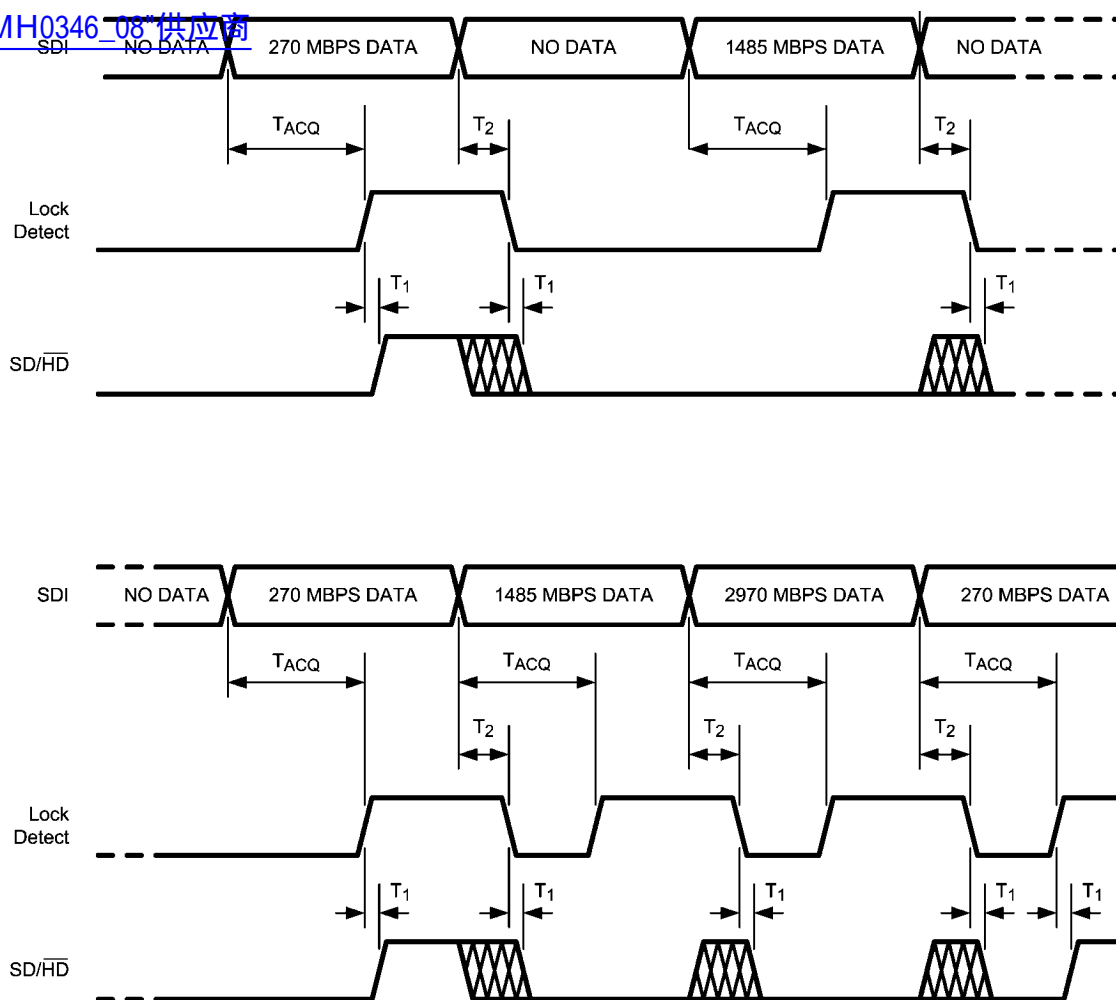 MH0346_08"供应商
SDI NO DATA 270 MBPS DATA NO DATA 1485 MBPS DATA NO DATA
TACQ T2 TACQ T2
Lock
Detect
T1 T1 T1
SD/HD
SDI NO DATA 270 MBPS DATA 1485 MBPS DATA 2970 MBPS DATA 270 MBPS DATA
TACQ TACQ TACQ TACQ
T2 T2 T2
Lock
Detect
T1 T1 T1 T1 T1
SD/HD